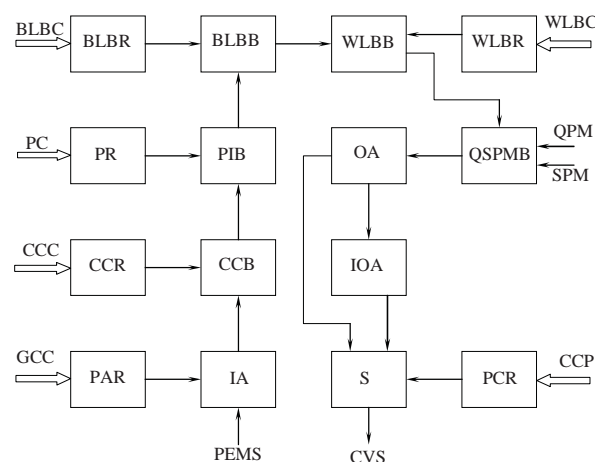 BLBC
BLBR
BLBB
WLBB
WLBR
WLBC
PC
PR
PIB
OA
QSPMB
QPM
SPM
CCC
CCR
CCB
IOA
GCC
PAR
IA
S
PCR
CCP
PEMS
CVS